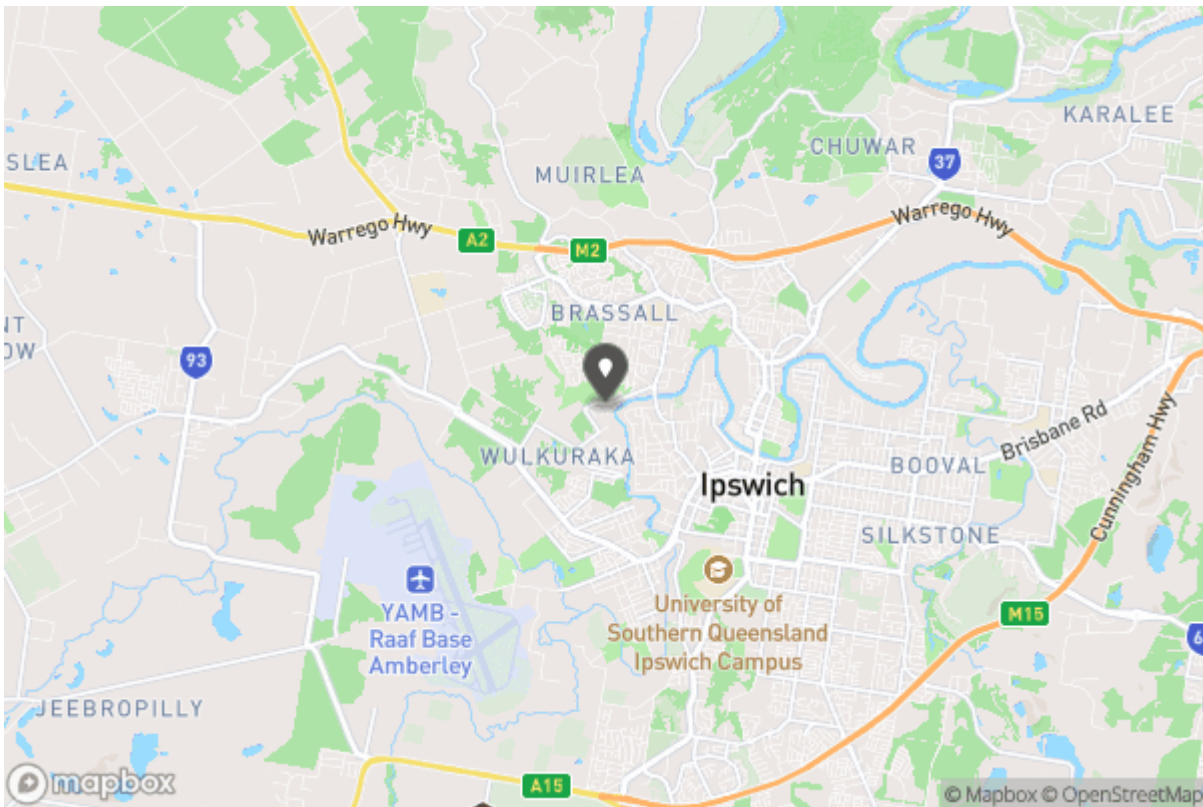 KARALEE
CHUWAR
37
SLEA
MUIRLEA
Warrego Hwy
Warrego Hwy
A2
M2
BRASSALL
NT
OW
93
Brisbane Rd
WULKURAKA
BOOVAL
Ipswich
Cunningham Hwy
SILKSTONE
YAMB -
Raaf Base
Amberley
University of
Southern Queensland
Ipswich Campus
M15
6
JEEBROPILLY
mapbox
A15
© Mapbox © OpenStreetMap